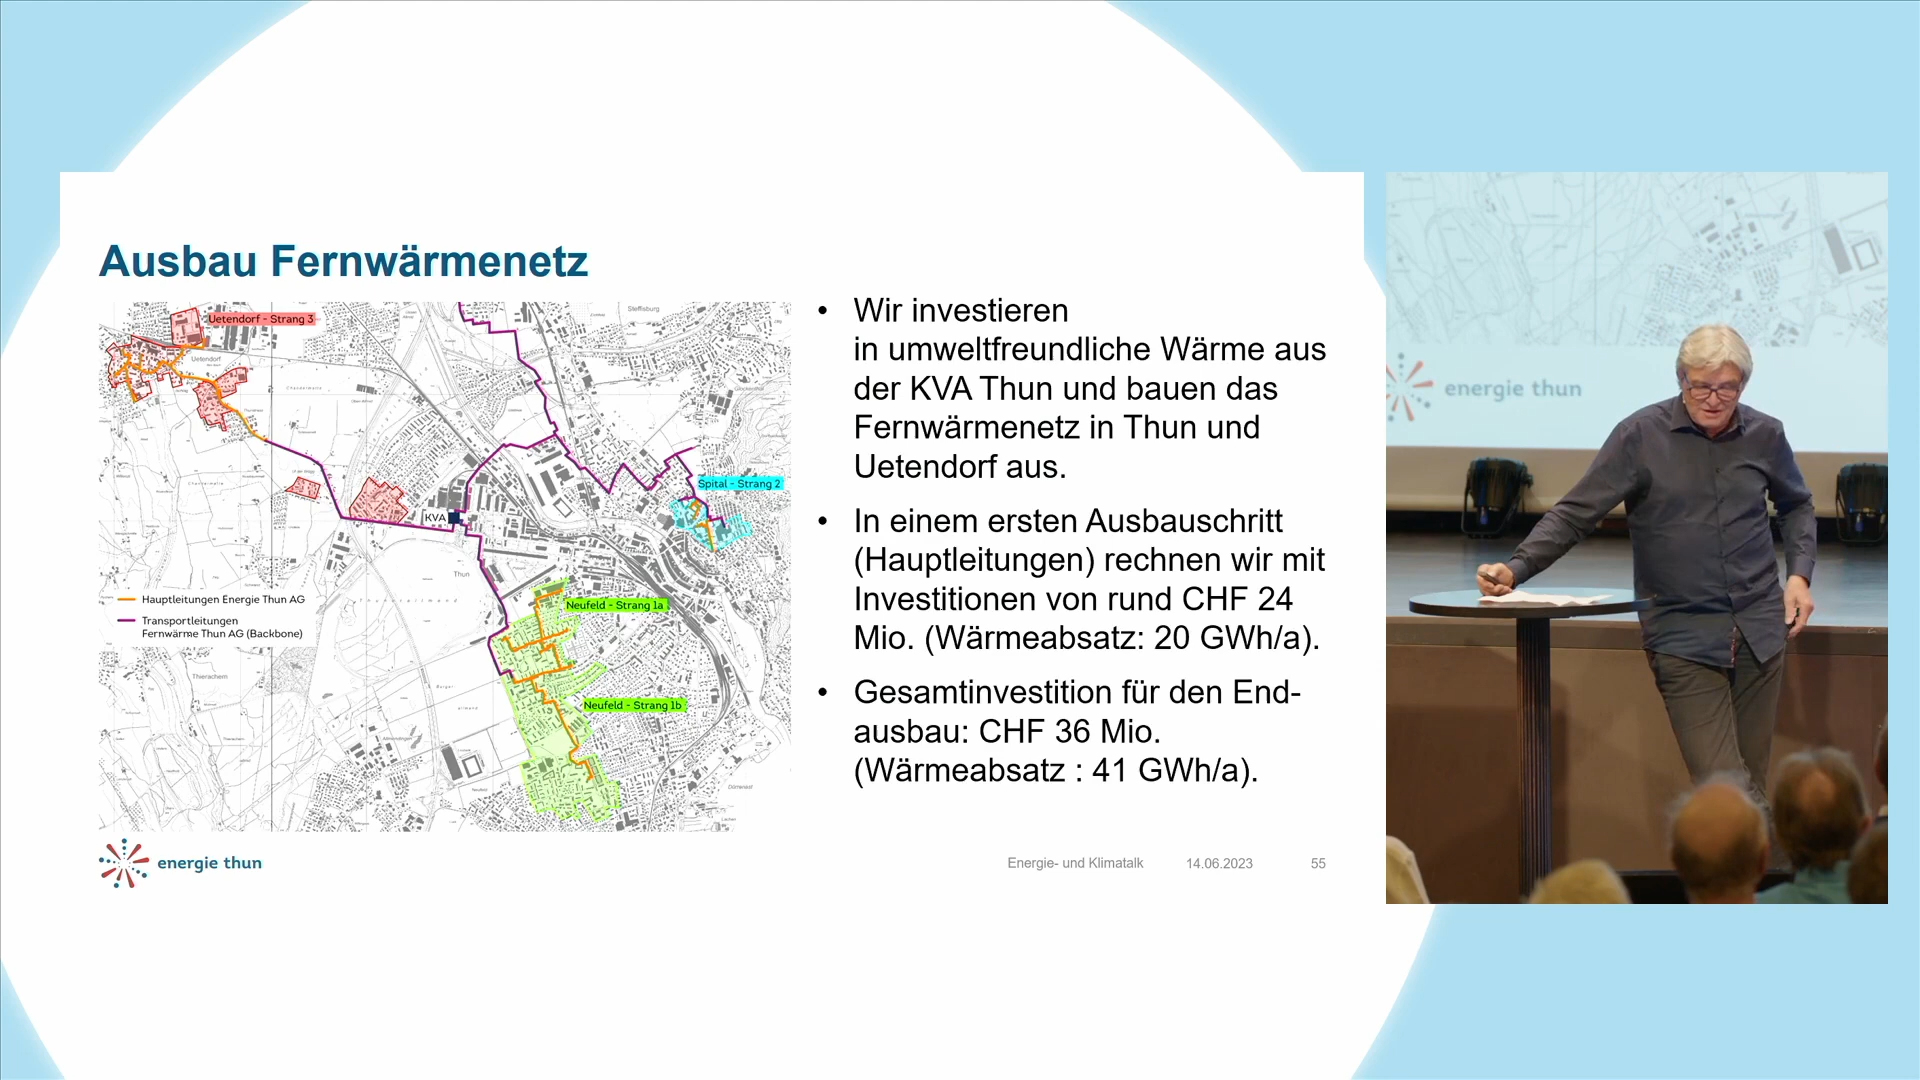 Ausbau Fernwärmenetz
Steffisburg
Uetendorf - Strang 3
Uetendorf
Spital - Strang 2
KVA
Thun
Hauptleitungen Energie Thun AG
Neufeld - Strang 1a
Transportleitungen
Fernwärme Thun AG (Backbone)
Thierachern
Neufeld - Strang 1b
• Wir investieren
in umweltfreundliche Wärme aus
der KVA Thun und bauen das
Fernwärmenetz in Thun und
Uetendorf aus.
• In einem ersten Ausbauschritt
(Hauptleitungen) rechnen wir mit
Investitionen von rund CHF 24
Mio. (Wärmeabsatz: 20 GWh/a).
• Gesamtinvestition für den End-
ausbau: CHF 36 Mio.
(Wärmeabsatz : 41 GWh/a).
energie thun
Energie- und Klimatalk 14.06.2023 55
energie thun